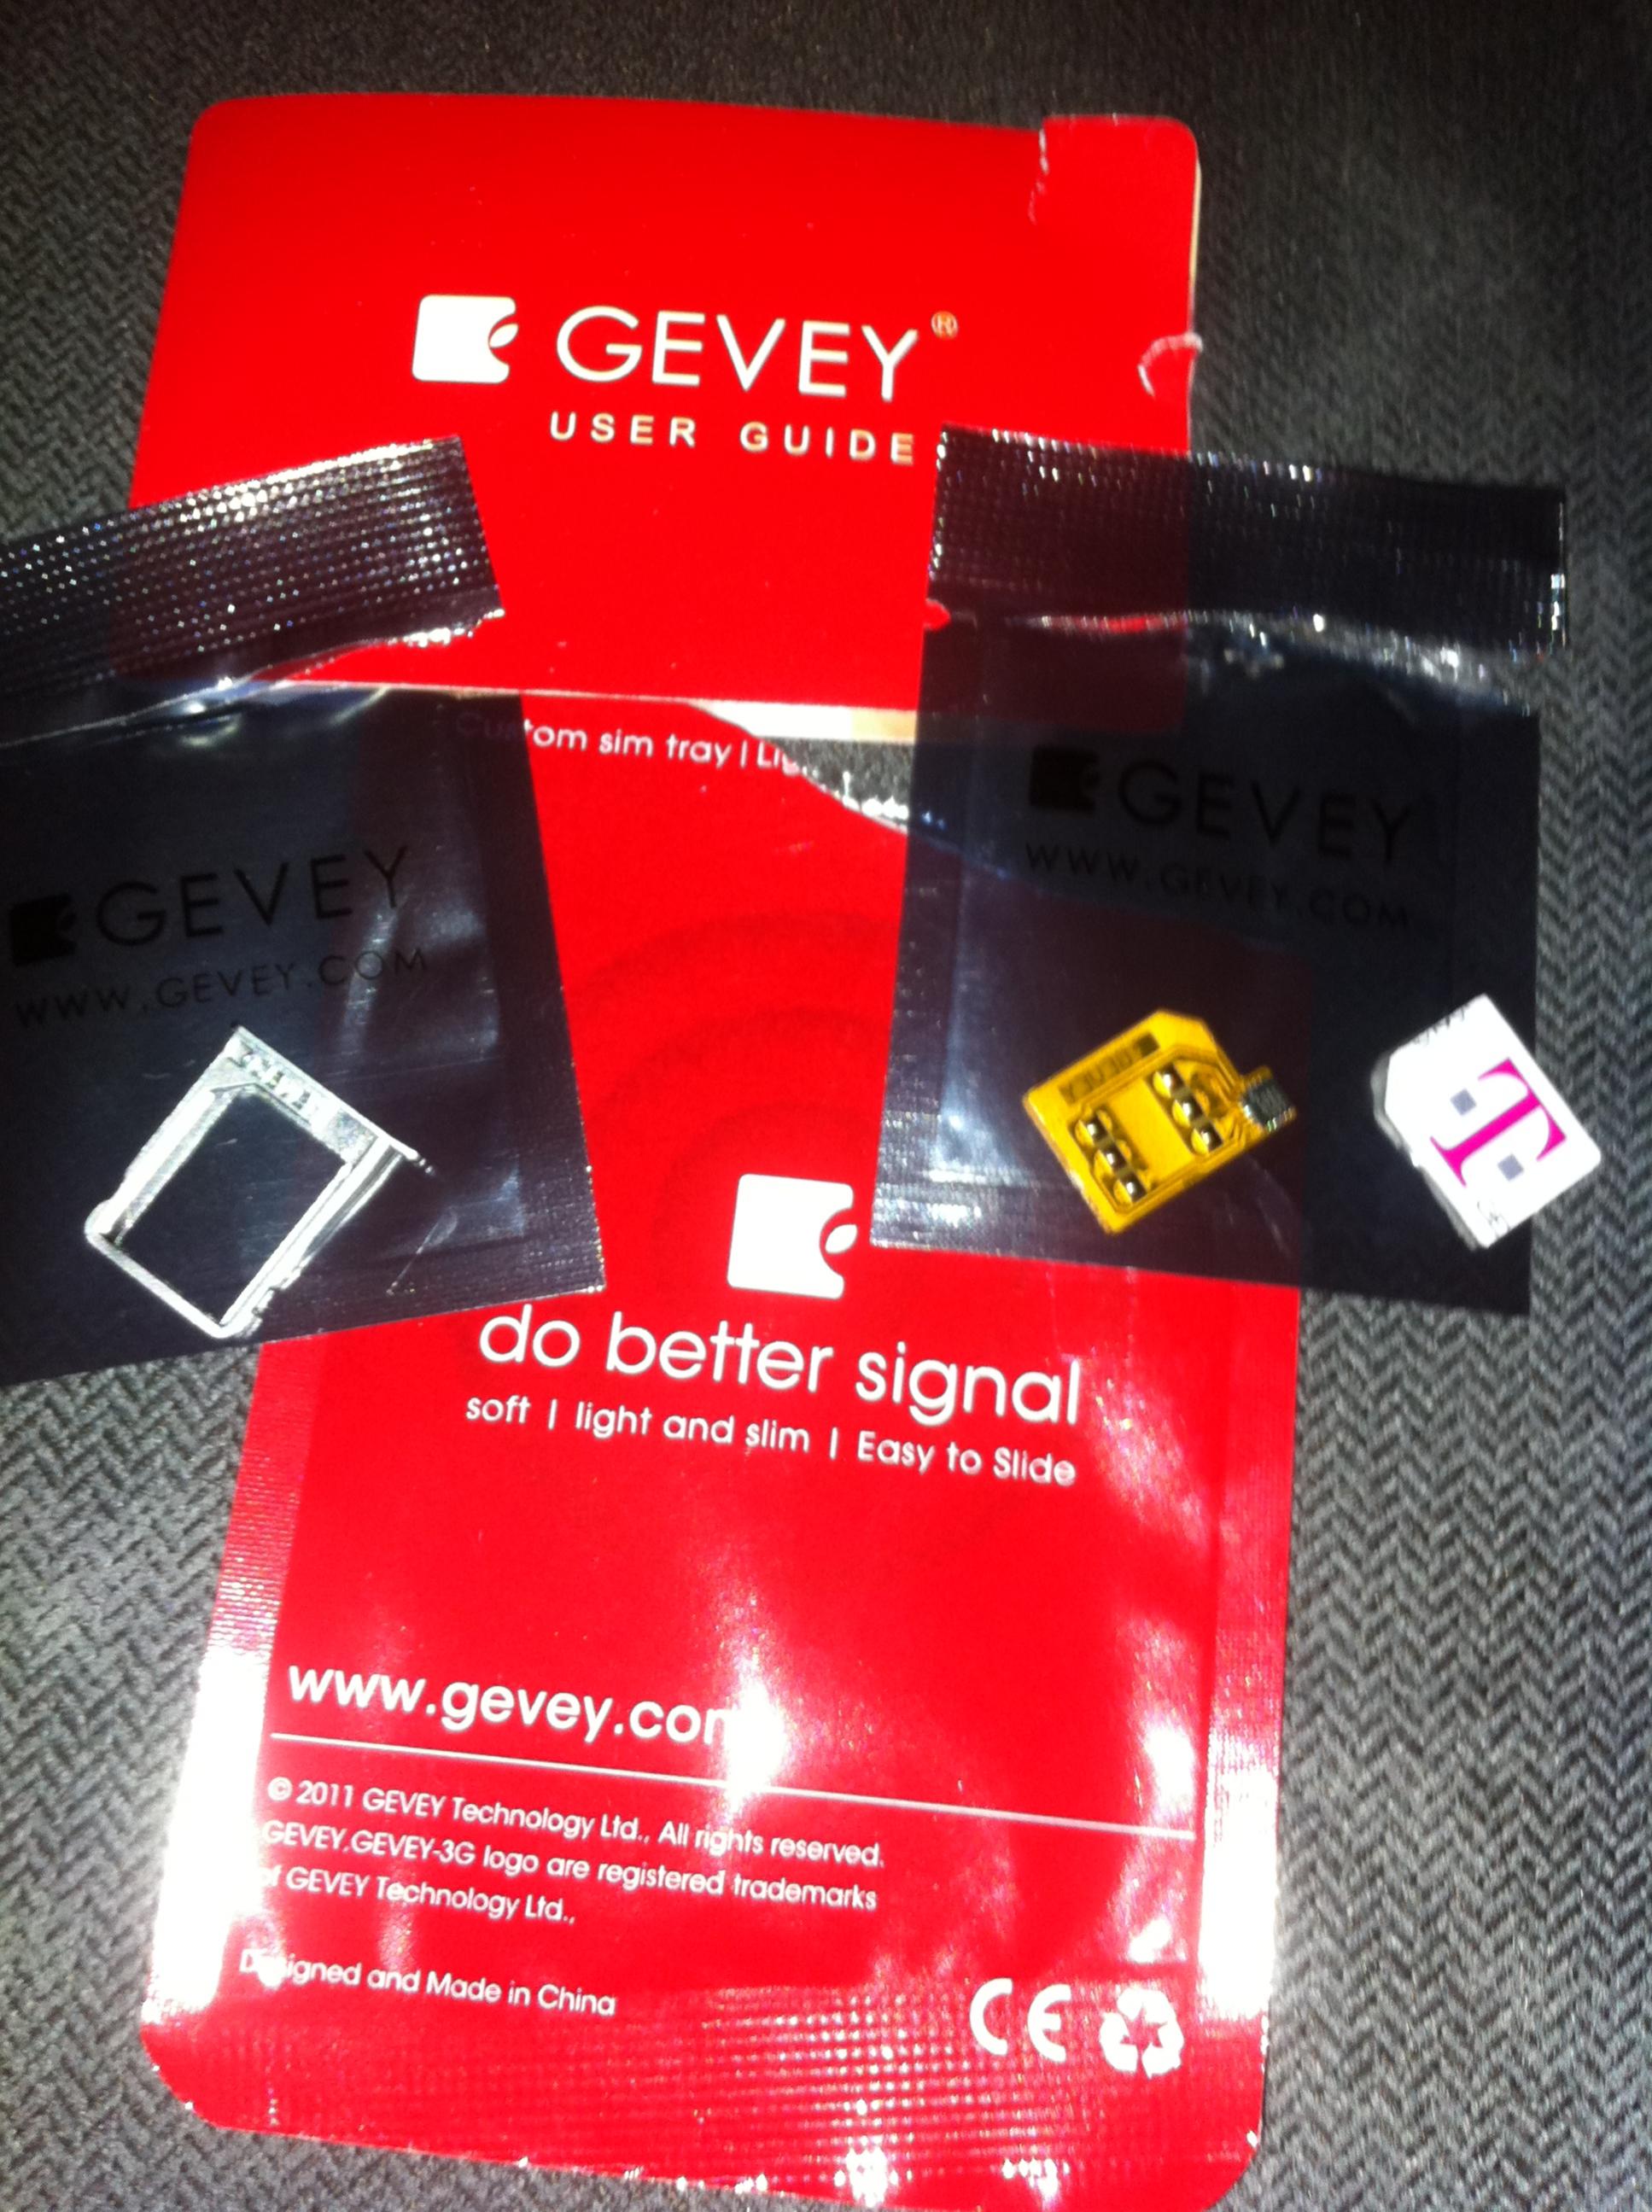 GEVEY®
USER GUIDE
Custom sim tray |
GEVEY
WWW.GEVEY.COM
GEVEY
WWW.GEVEY.COM
GEVEY
T
do better signal
soft | light and slim | Easy to Slide
www.gevey.com
© 2011 GEVEY Technology Ltd., All rights reserved.
GEVEY.GEVEY-3G logo are registered trademarks
of GEVEY Technology Ltd.,
Designed and Made in China
CE